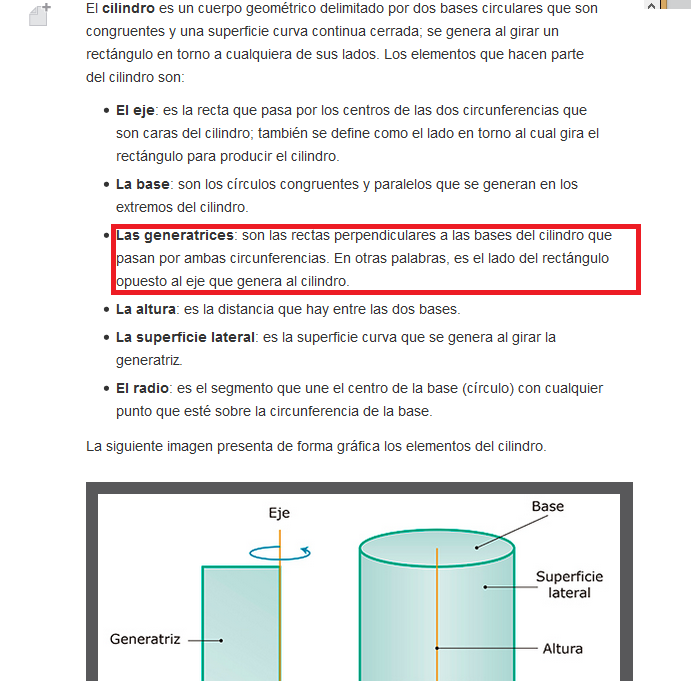 El cilindro es un cuerpo geométrico delimitado por dos bases circulares que son
congruentes y una superficie curva continua cerrada; se genera al girar un
rectángulo en torno a cualquiera de sus lados. Los elementos que hacen parte
del cilindro son:
• El eje: es la recta que pasa por los centros de las dos circunferencias que
son caras del cilindro; también se define como el lado en torno al cual gira el
rectángulo para producir el cilindro.
• La base: son los círculos congruentes y paralelos que se generan en los
extremos del cilindro.
• Las generatrices: son las rectas perpendiculares a las bases del cilindro que
pasan por ambas circunferencias. En otras palabras, es el lado del rectángulo
opuesto al eje que genera al cilindro.
• La altura: es la distancia que hay entre las dos bases.
• La superficie lateral: es la superficie curva que se genera al girar la
generatriz.
• El radio: es el segmento que une el centro de la base (círculo) con cualquier
punto que esté sobre la circunferencia de la base.
La siguiente imagen presenta de forma gráfica los elementos del cilindro.
Eje
Base
Superficie
lateral
Generatriz
Altura